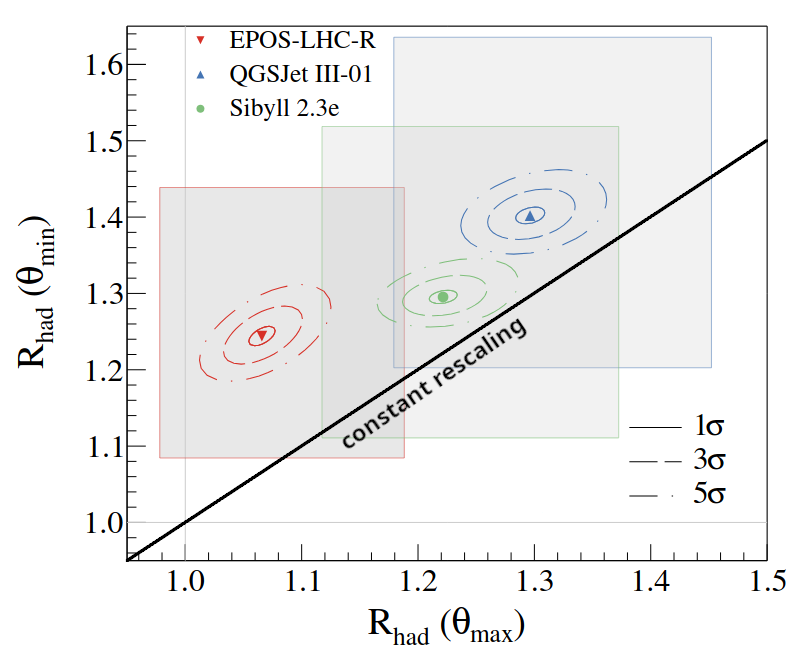 EPOS-LHC-R
QGSJet III-01
Sibyll 2.3e
1.6
1.5
1.4
1.3
1.2
1.1
1.0
R_had (θ_min)
constant rescaling
1σ
3σ
5σ
1.0 1.1 1.2 1.3 1.4 1.5
R_had (θ_max)